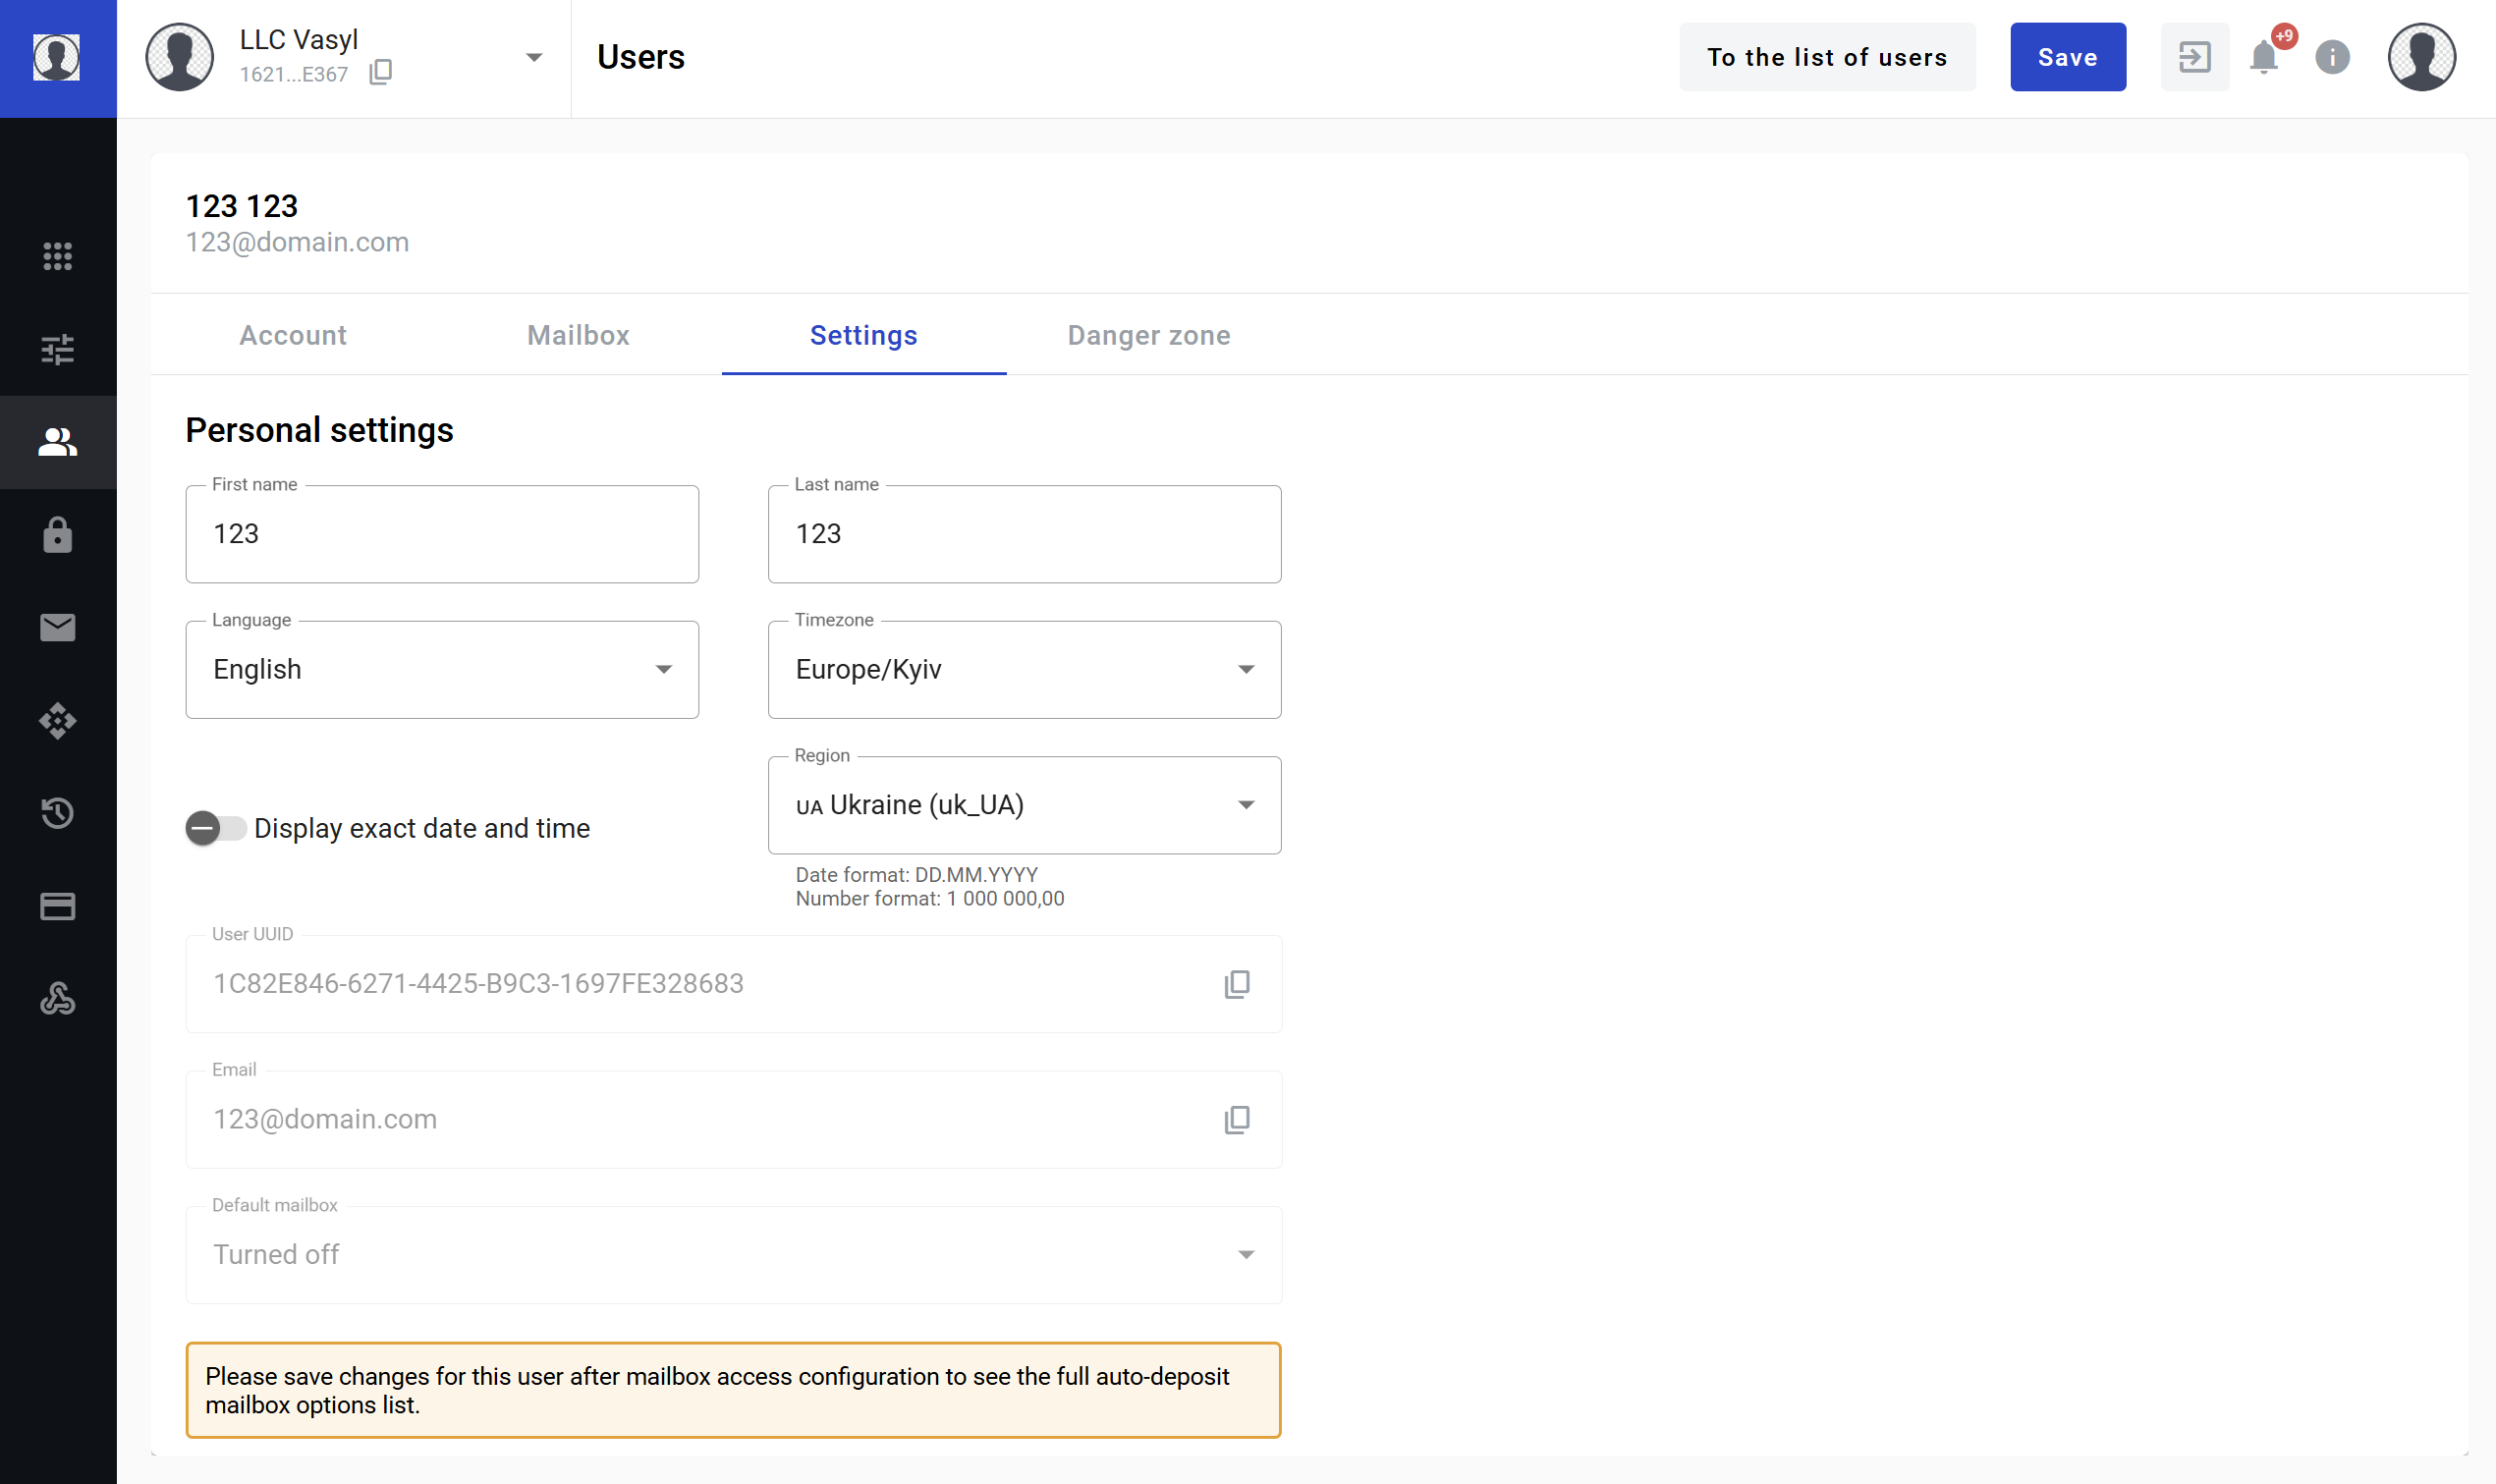 LLC Vasyl
1621...E367
Users
To the list of users
Save
+9
123 123
123@domain.com
Account
Mailbox
Settings
Danger zone
Personal settings
First name
123
Last name
123
Language
English
Timezone
Europe/Kyiv
Display exact date and time
Region
UA Ukraine (uk_UA)
Date format: DD.MM.YYYY
Number format: 1 000 000,00
User UUID
1C82E846-6271-4425-B9C3-1697FE328683
Email
123@domain.com
Default mailbox
Turned off
Please save changes for this user after mailbox access configuration to see the full auto-deposit
mailbox options list.